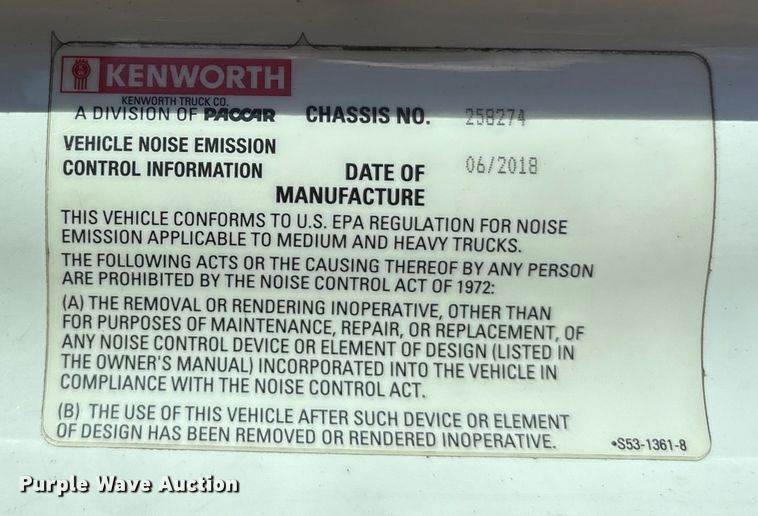 KENWORTH
KENWORTH TRUCK CO.
A DIVISION OF PACCAR
CHASSIS NO. 258274
VEHICLE NOISE EMISSION
CONTROL INFORMATION
DATE OF
MANUFACTURE
06/2018
THIS VEHICLE CONFORMS TO U.S. EPA REGULATION FOR NOISE
EMISSION APPLICABLE TO MEDIUM AND HEAVY TRUCKS.
THE FOLLOWING ACTS OR THE CAUSING THEREOF BY ANY PERSON
ARE PROHIBITED BY THE NOISE CONTROL ACT OF 1972:
(A) THE REMOVAL OR RENDERING INOPERATIVE, OTHER THAN
FOR PURPOSES OF MAINTENANCE, REPAIR, OR REPLACEMENT, OF
ANY NOISE CONTROL DEVICE OR ELEMENT OF DESIGN (LISTED IN
THE OWNER'S MANUAL) INCORPORATED INTO THE VEHICLE IN
COMPLIANCE WITH THE NOISE CONTROL ACT.
(B) THE USE OF THIS VEHICLE AFTER SUCH DEVICE OR ELEMENT
OF DESIGN HAS BEEN REMOVED OR RENDERED INOPERATIVE.
•S53-1361-8
Purple Wave Auction